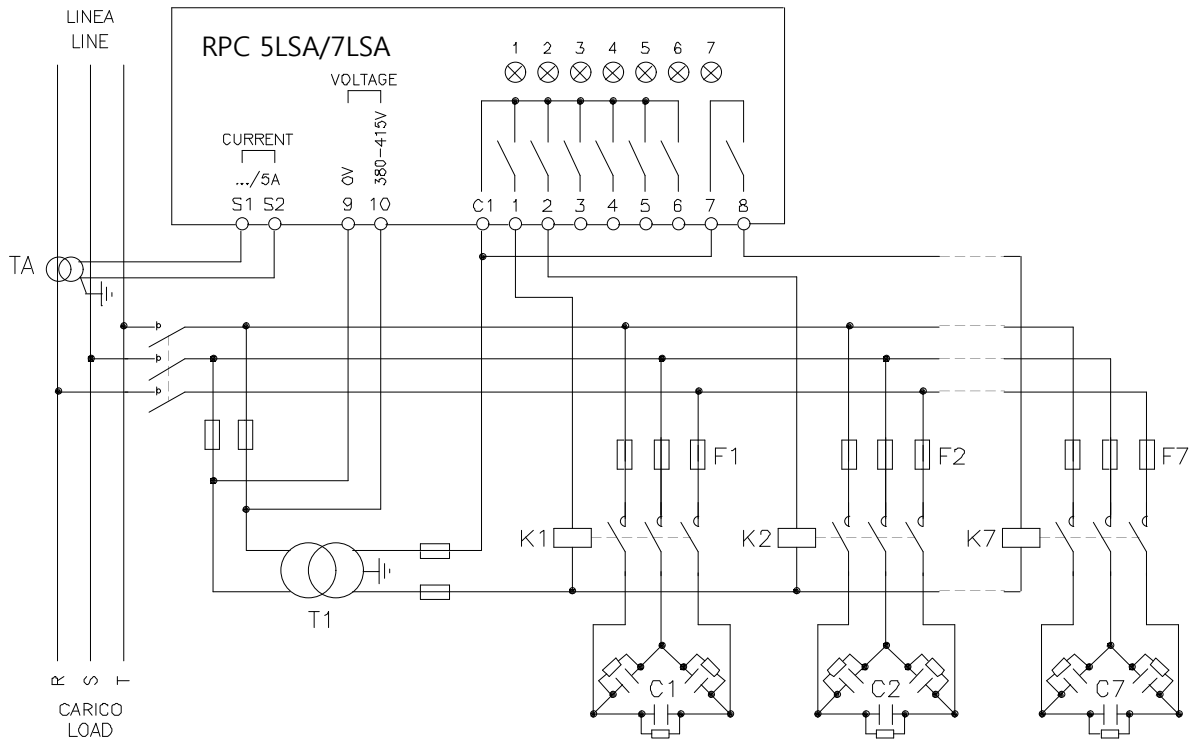 LINEA
LINE
RPC 5LSA/7LSA
1 2 3 4 5 6 7
VOLTAGE
CURRENT
.../5A
0V
380-415V
S1 S2 9 10 C1 1 2 3 4 5 6 7 8
TA
F1 F2 F7
K1 K2 K7
T1
C1 C2 C7
R S T
CARICO
LOAD